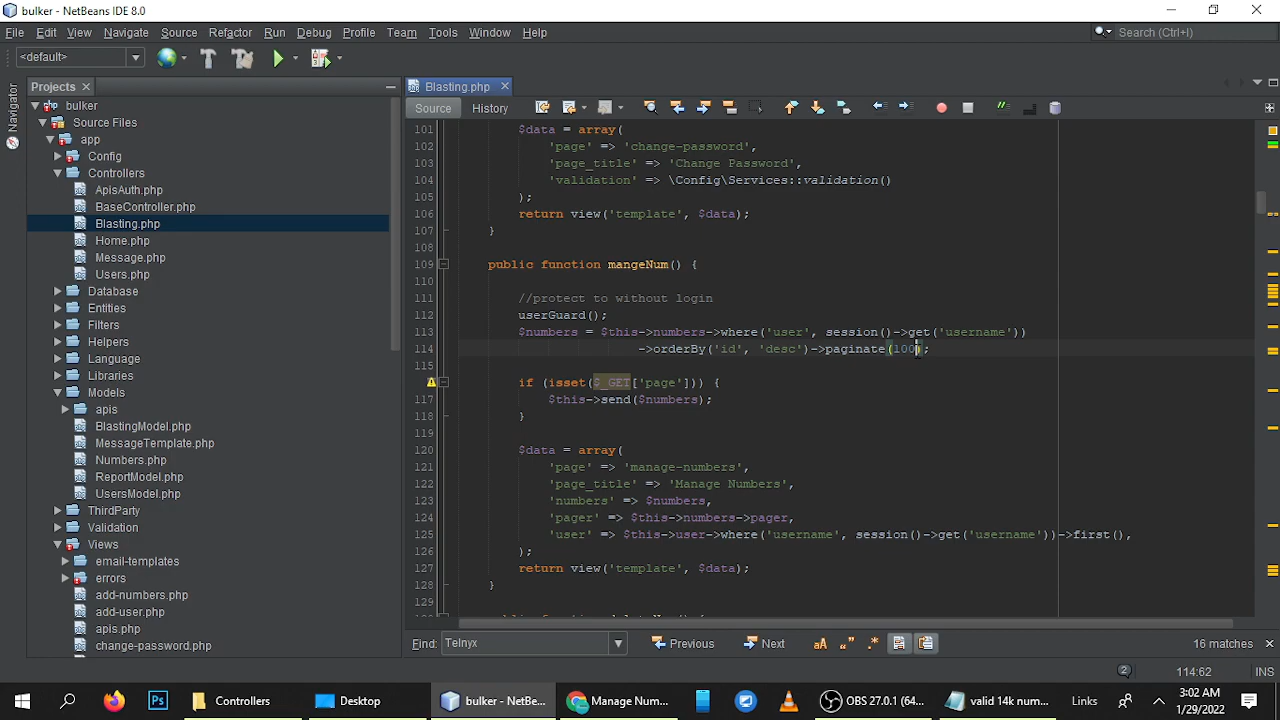 bulker - NetBeans IDE 8.0
File Edit View Navigate Source Refactor Run Debug Profile Team Tools Window Help
Search (Ctrl+I)
<default>
Navigator
Projects
bulker
Source Files
app
Config
Controllers
ApisAuth.php
BaseController.php
Blasting.php
Home.php
Message.php
Users.php
Database
Entities
Filters
Helpers
Language
Libraries
Models
apis
BlastingModel.php
MessageTemplate.php
Numbers.php
ReportModel.php
UsersModel.php
ThirdParty
Validation
Views
email-templates
errors
add-numbers.php
add-user.php
apis.php
change-password.php
Blasting.php
Source History
101 $data = array(
102 'page' => 'change-password',
103 'page_title' => 'Change Password',
104 'validation' => \Config\Services::validation()
105 );
106 return view('template', $data);
107 }
108
109 public function mangeNum() {
110
111 //protect to without login
112 userGuard();
113 $numbers = $this->numbers->where('user', session()->get('username'))
114 ->orderBy('id', 'desc')->paginate(100);
115
if (isset($_GET['page'])) {
117 $this->send($numbers);
118 }
119
120 $data = array(
121 'page' => 'manage-numbers',
122 'page_title' => 'Manage Numbers',
123 'numbers' => $numbers,
124 'pager' => $this->numbers->pager,
125 'user' => $this->user->where('username', session()->get('username'))->first(),
126 );
127 return view('template', $data);
128 }
129
Find: Telnyx Previous Next 16 matches
2 114:62 INS
Controllers
Desktop
bulker - NetBe...
Manage Num...
OBS 27.0.1 (64...
valid 14k num...
Links
3:02 AM
1/29/2022